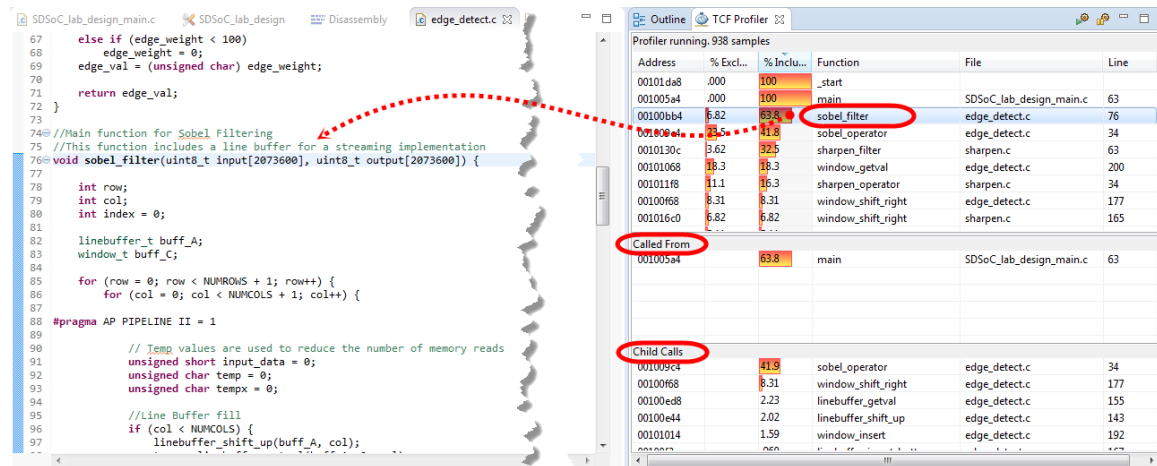 SDSoC_lab_design_main.c SDSoC_lab_design Disassembly edge_detect.c
67 else if (edge_weight < 100)
68 edge_weight = 0;
69 edge_val = (unsigned char) edge_weight;
70
71 return edge_val;
72 }
73
74 //Main function for Sobel Filtering
75 //This function includes a line buffer for a streaming implementation
76 void sobel_filter(uint8_t input[2073600], uint8_t output[2073600]) {
77
78 int row;
79 int col;
80 int index = 0;
81
82 linebuffer_t buff_A;
83 window_t buff_C;
84
85 for (row = 0; row < NUMROWS + 1; row++) {
86 for (col = 0; col < NUMCOLS + 1; col++) {
87
88 #pragma AP PIPELINE II = 1
89
90 // Temp values are used to reduce the number of memory reads
91 unsigned short input_data = 0;
92 unsigned char temp = 0;
93 unsigned char tempx = 0;
94
95 //Line Buffer fill
96 if (col < NUMCOLS) {
97 linebuffer_shift_up(buff_A, col);
Outline TCF Profiler
Profiler running. 938 samples
Address % Excl... % Inclu... Function File Line
00101da8 .000 100 _start
001005a4 .000 100 main SDSoC_lab_design_main.c 63
00100bb4 6.82 63.8 sobel_filter edge_detect.c 76
001009c4 23.5 41.8 sobel_operator edge_detect.c 34
0010130c 3.62 32.5 sharpen_filter sharpen.c 63
00101068 18.3 18.3 window_getval edge_detect.c 200
001011f8 11.1 16.3 sharpen_operator sharpen.c 34
00100f68 8.31 8.31 window_shift_right edge_detect.c 177
001016c0 6.82 6.82 window_shift_right sharpen.c 165
Called From
001005a4 63.8 main SDSoC_lab_design_main.c 63
Child Calls
001009c4 41.9 sobel_operator edge_detect.c 34
00100f68 8.31 window_shift_right edge_detect.c 177
00100ed8 2.23 linebuffer_getval edge_detect.c 155
00100e44 2.02 linebuffer_shift_up edge_detect.c 143
00101014 1.59 window_insert edge_detect.c 192